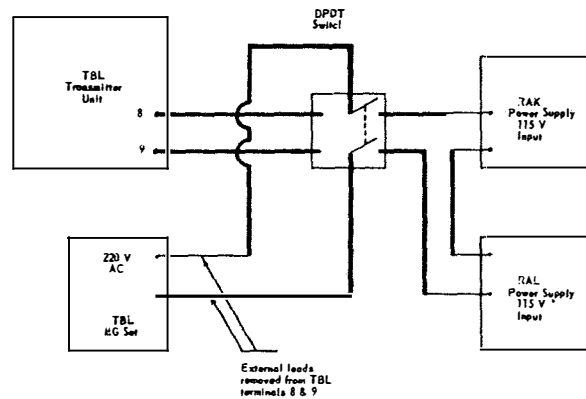 DPDT
Switch
TBL
Transmitter
Unit
8
9
RAK
Power Supply
115 V
Input
220 V
AC
TBL
MG Set
RAL
Power Supply
115 V
Input
External leads
removed from TBL
terminals 8 & 9